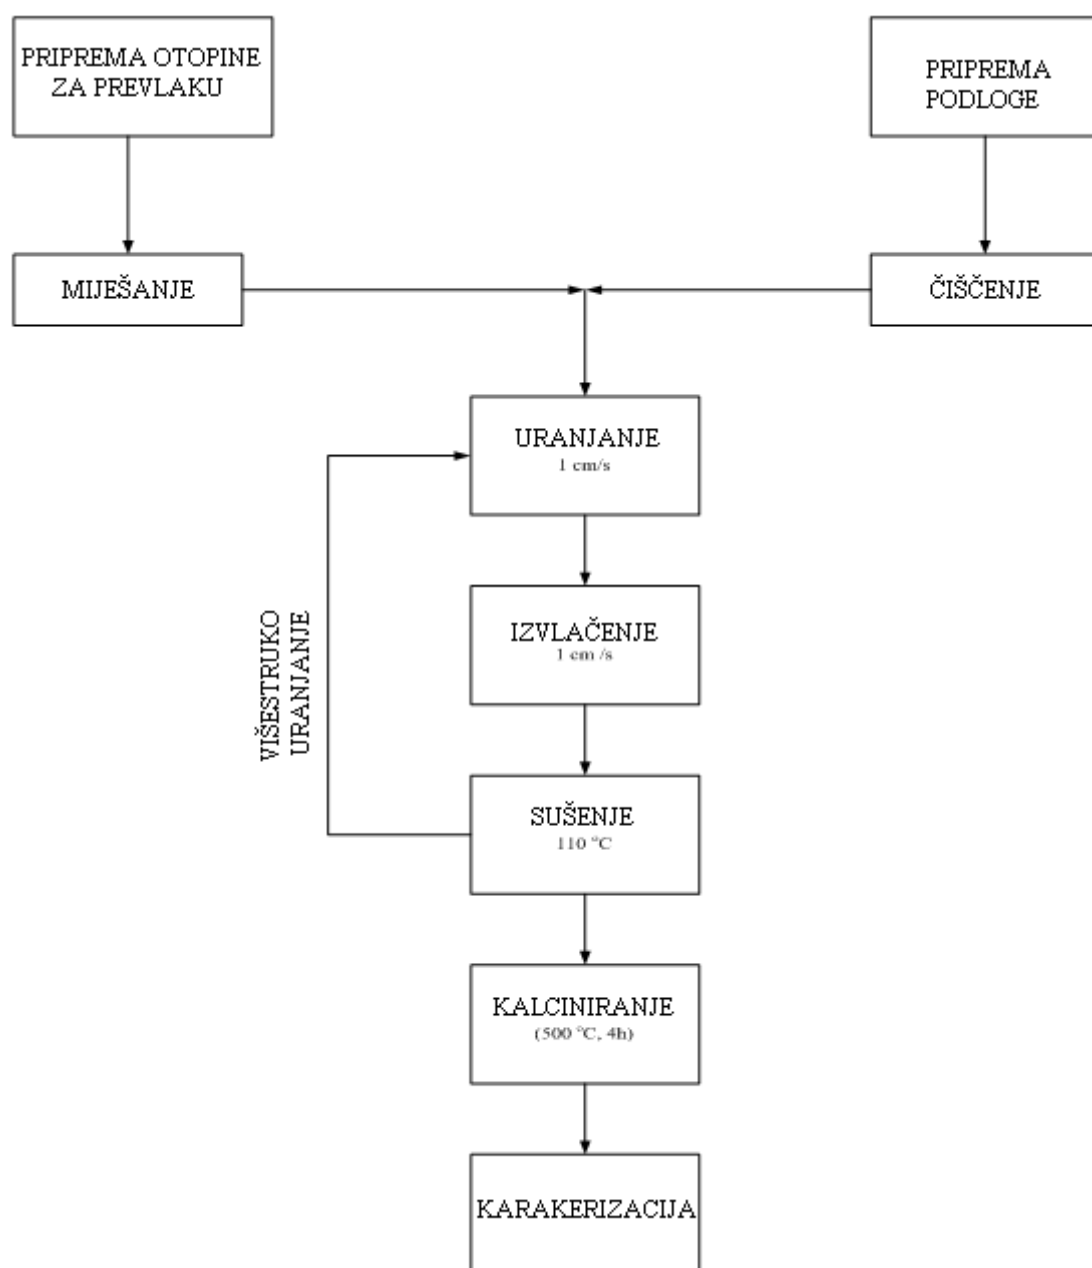 PRIPREMA OTOPINE
ZA PREVLAKU
PRIPREMA
PODLOGE
MIJEŠANJE
ČIŠČENJE
URANJANJE
1 cm/s
IZVLAČENJE
1 cm /s
VIŠESTRUKO
URANJANJE
SUŠENJE
110 °C
KALCINIRANJE
(500 °C, 4h)
KARAKERIZACIJA